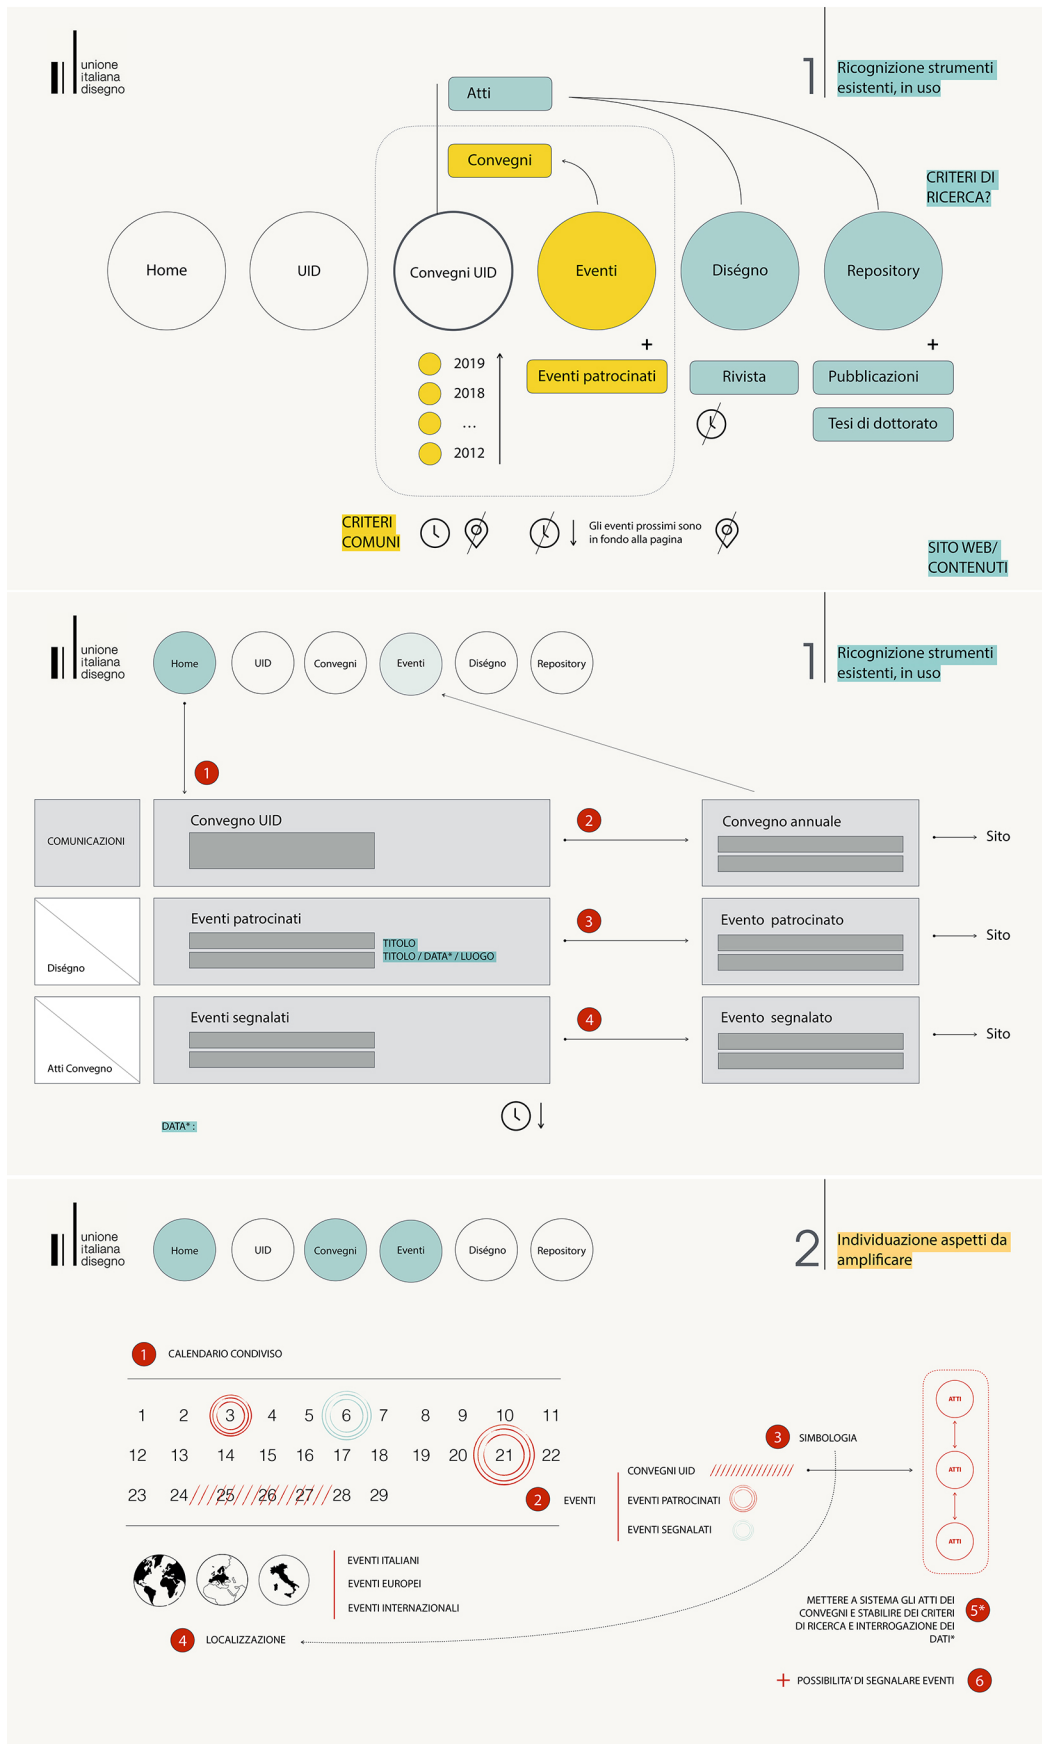 unione
italiana
disegno
1
Ricognizione strumenti
esistenti, in uso
Atti
Convegni
CRITERI DI
RICERCA?
Home
UID
Convegni UID
Eventi
Diségno
Repository
+
+
Eventi patrocinati
Rivista
Pubblicazioni
Tesi di dottorato
2019
2018
...
2012
CRITERI
COMUNI
Gli eventi prossimi sono
in fondo alla pagina
SITO WEB/
CONTENUTI
unione
italiana
disegno
Home
UID
Convegni
Eventi
Diségno
Repository
1
Ricognizione strumenti
esistenti, in uso
1
COMUNICAZIONI
Convegno UID
2
Convegno annuale
Sito
Diségno
Eventi patrocinati
TITOLO
TITOLO / DATA* / LUOGO
3
Evento patrocinato
Sito
Atti Convegno
Eventi segnalati
4
Evento segnalato
Sito
DATA* :
unione
italiana
disegno
Home
UID
Convegni
Eventi
Diségno
Repository
2
Individuazione aspetti da
amplificare
1 CALENDARIO CONDIVISO
1 2 3 4 5 6 7 8 9 10 11
12 13 14 15 16 17 18 19 20 21 22
23 24 25 26 27 28 29
2 EVENTI
CONVEGNI UID
EVENTI PATROCINATI
EVENTI SEGNALATI
3 SIMBOLOGIA
ATTI
ATTI
ATTI
EVENTI ITALIANI
EVENTI EUROPEI
EVENTI INTERNAZIONALI
4 LOCALIZZAZIONE
METTERE A SISTEMA GLI ATTI DEI
CONVEGNI E STABILIRE DEI CRITERI
DI RICERCA E INTERROGAZIONE DEI
DATI*
5*
+ POSSIBILITA' DI SEGNALARE EVENTI 6